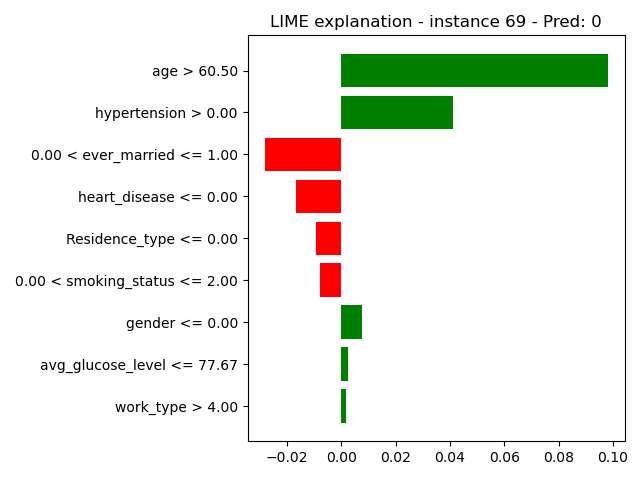 LIME explanation - instance 69 - Pred: 0
age > 60.50
hypertension > 0.00
0.00 < ever_married <= 1.00
heart_disease <= 0.00
Residence_type <= 0.00
0.00 < smoking_status <= 2.00
gender <= 0.00
avg_glucose_level <= 77.67
work_type > 4.00
−0.02 0.00 0.02 0.04 0.06 0.08 0.10